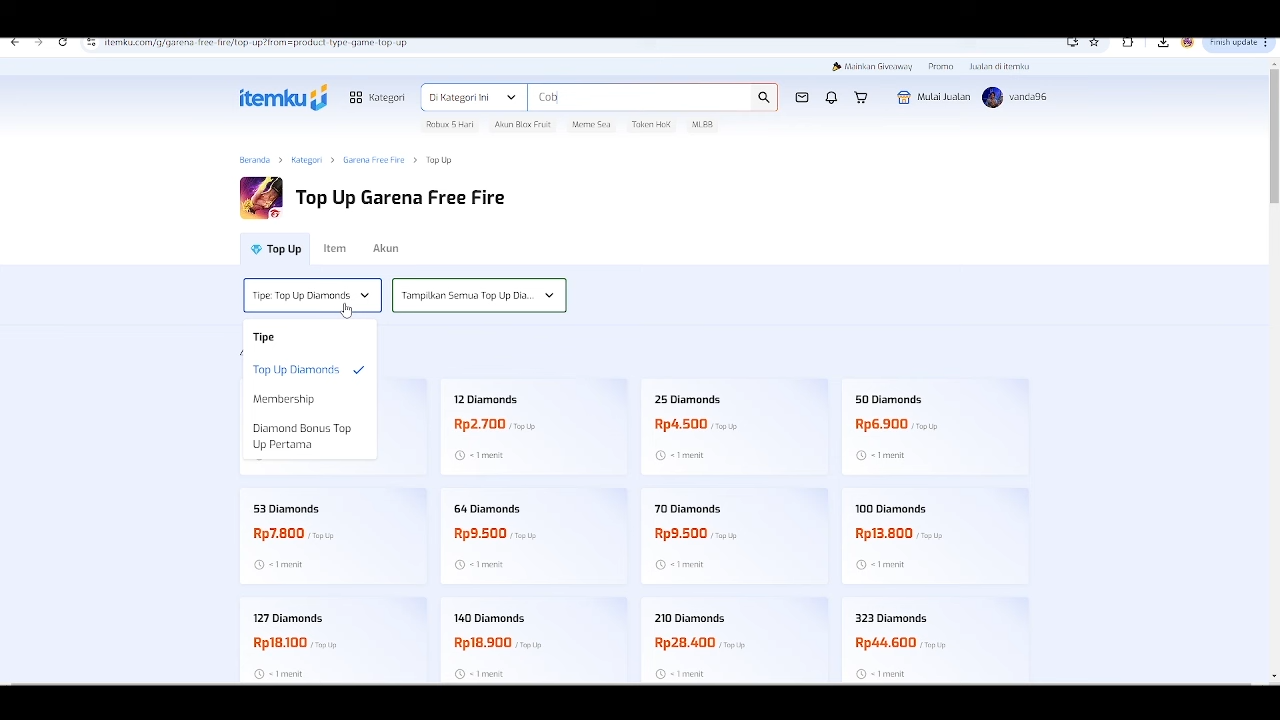 itemku.com/g/garena-free-fire/top-up?from=product-type-game-top-up
Finish update
Mainkan Giveaway
Promo
Jualan di itemku
itemku
Kategori
Di Kategori Ini
Cob
Mulai Jualan
vanda96
Robux 5 Hari
Akun Blox Fruit
Meme Sea
Token HoK
MLBB
Beranda > Kategori > Garena Free Fire > Top Up
Top Up Garena Free Fire
Top Up
Item
Akun
Tipe: Top Up Diamonds
Tampilkan Semua Top Up Dia...
Tipe
Top Up Diamonds
Membership
Diamond Bonus Top
Up Pertama
12 Diamonds
Rp2.700 / Top Up
< 1 menit
25 Diamonds
Rp4.500 / Top Up
< 1 menit
50 Diamonds
Rp6.900 / Top Up
< 1 menit
53 Diamonds
Rp7.800 / Top Up
< 1 menit
64 Diamonds
Rp9.500 / Top Up
< 1 menit
70 Diamonds
Rp9.500 / Top Up
< 1 menit
100 Diamonds
Rp13.800 / Top Up
< 1 menit
127 Diamonds
Rp18.100 / Top Up
< 1 menit
140 Diamonds
Rp18.900 / Top Up
< 1 menit
210 Diamonds
Rp28.400 / Top Up
< 1 menit
323 Diamonds
Rp44.600 / Top Up
< 1 menit